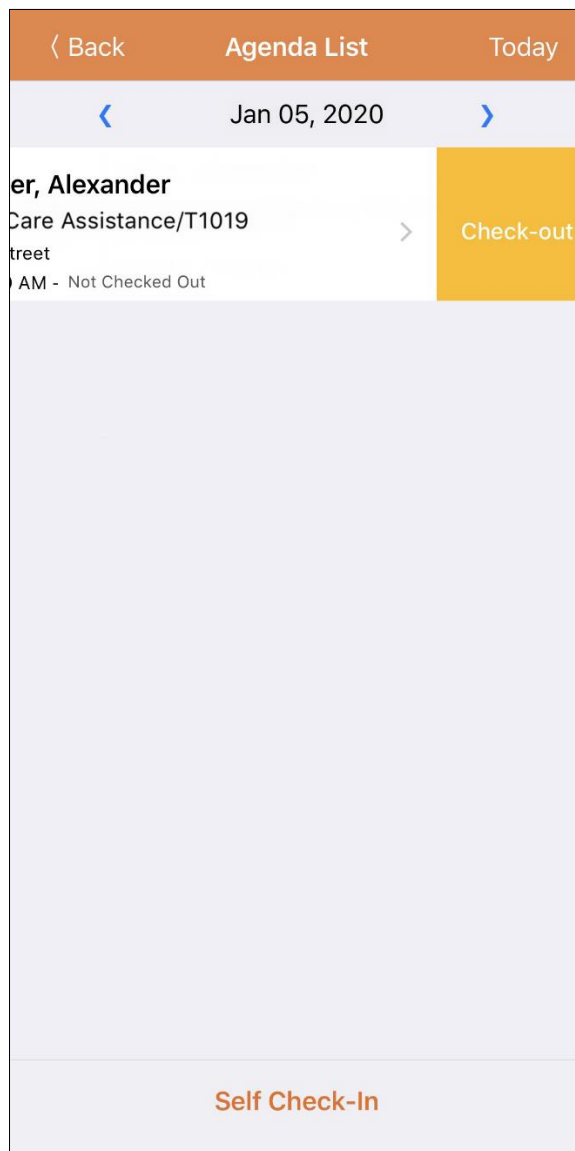 Back Agenda List Today
Jan 05, 2020
er, Alexander
Care Assistance/T1019
treet
AM - Not Checked Out
Check-out
Self Check-In